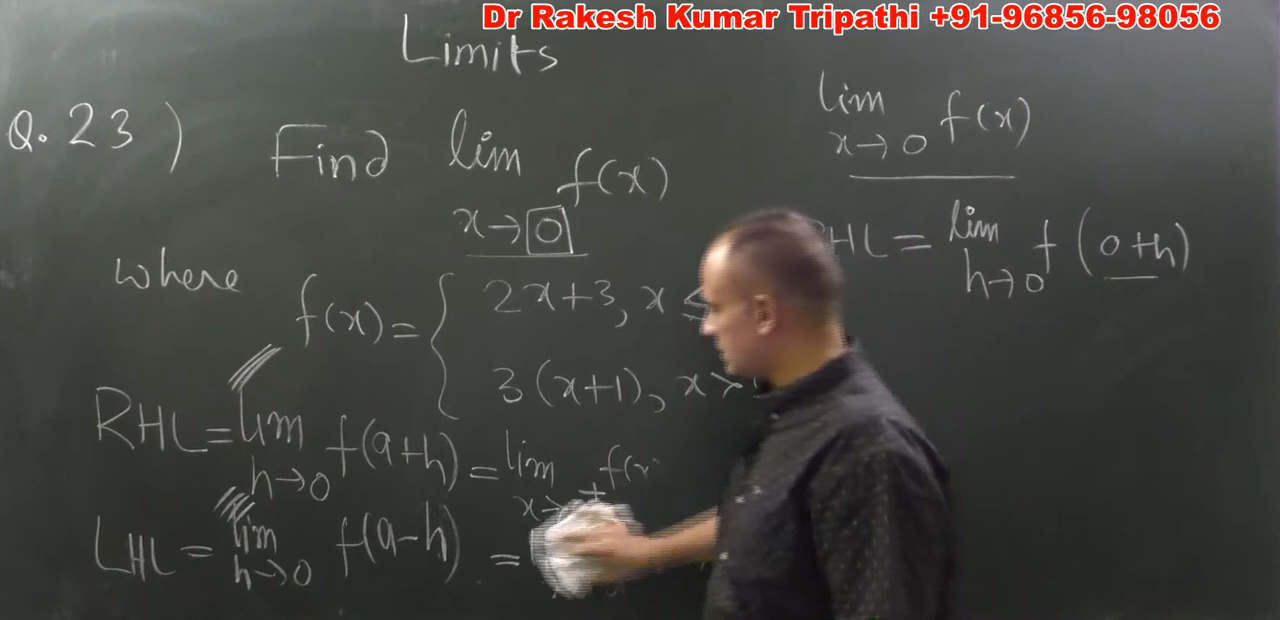 Dr Rakesh Kumar Tripathi +91-96856-98056
Limits
Q. 23) Find lim f(x)
x→0
where f(x) = { 2x+3, x ≤
3(x+1), x >
RHL = lim f(a+h) = lim f(x
h→0 x→ +
LHL = lim f(a-h) =
h→0
lim f(x)
x→0
HL = lim f(0+h)
h→0